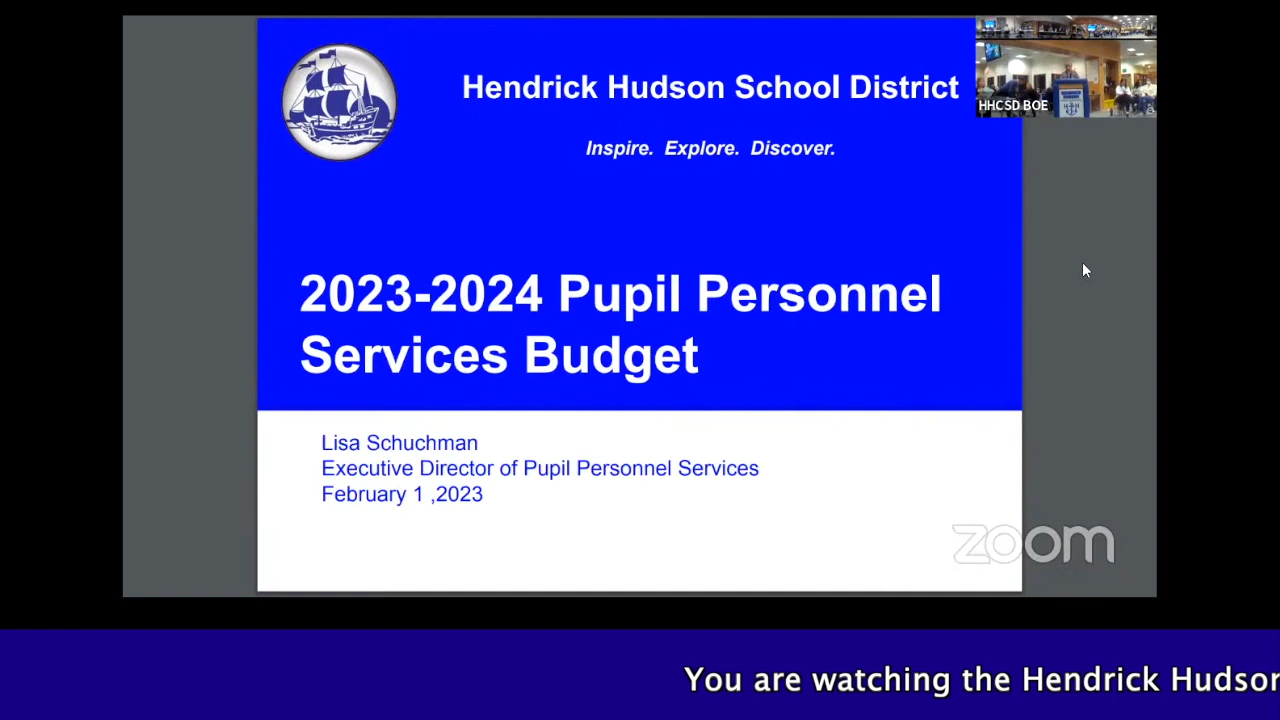 Hendrick Hudson School District
HHCSD BOE
Inspire. Explore. Discover.
2023-2024 Pupil Personnel
Services Budget
Lisa Schuchman
Executive Director of Pupil Personnel Services
February 1 ,2023
zoom
You are watching the Hendrick Hudson